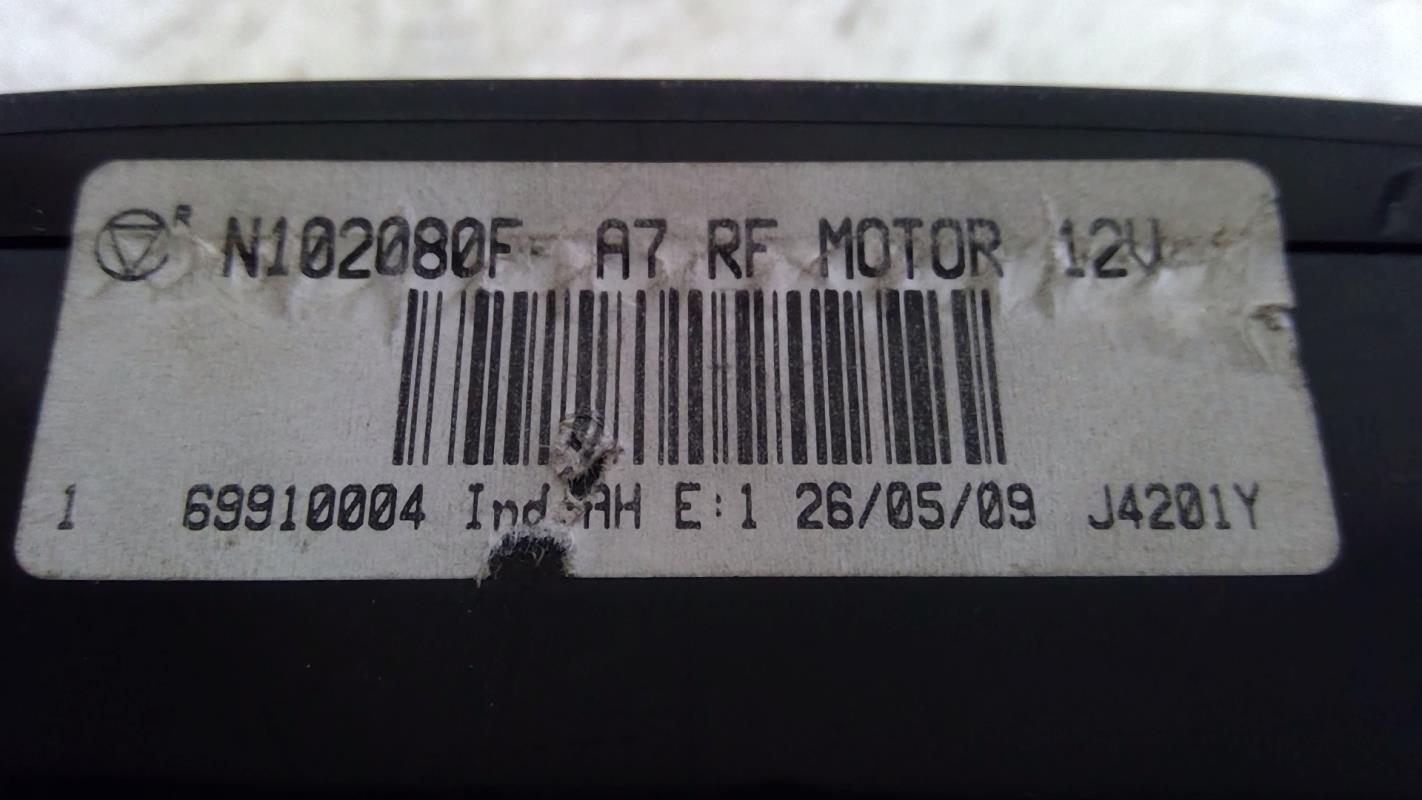 R N102080F A7 RF MOTOR 12V
1 69910004 Ind:AH E:1 26/05/09 J4201Y